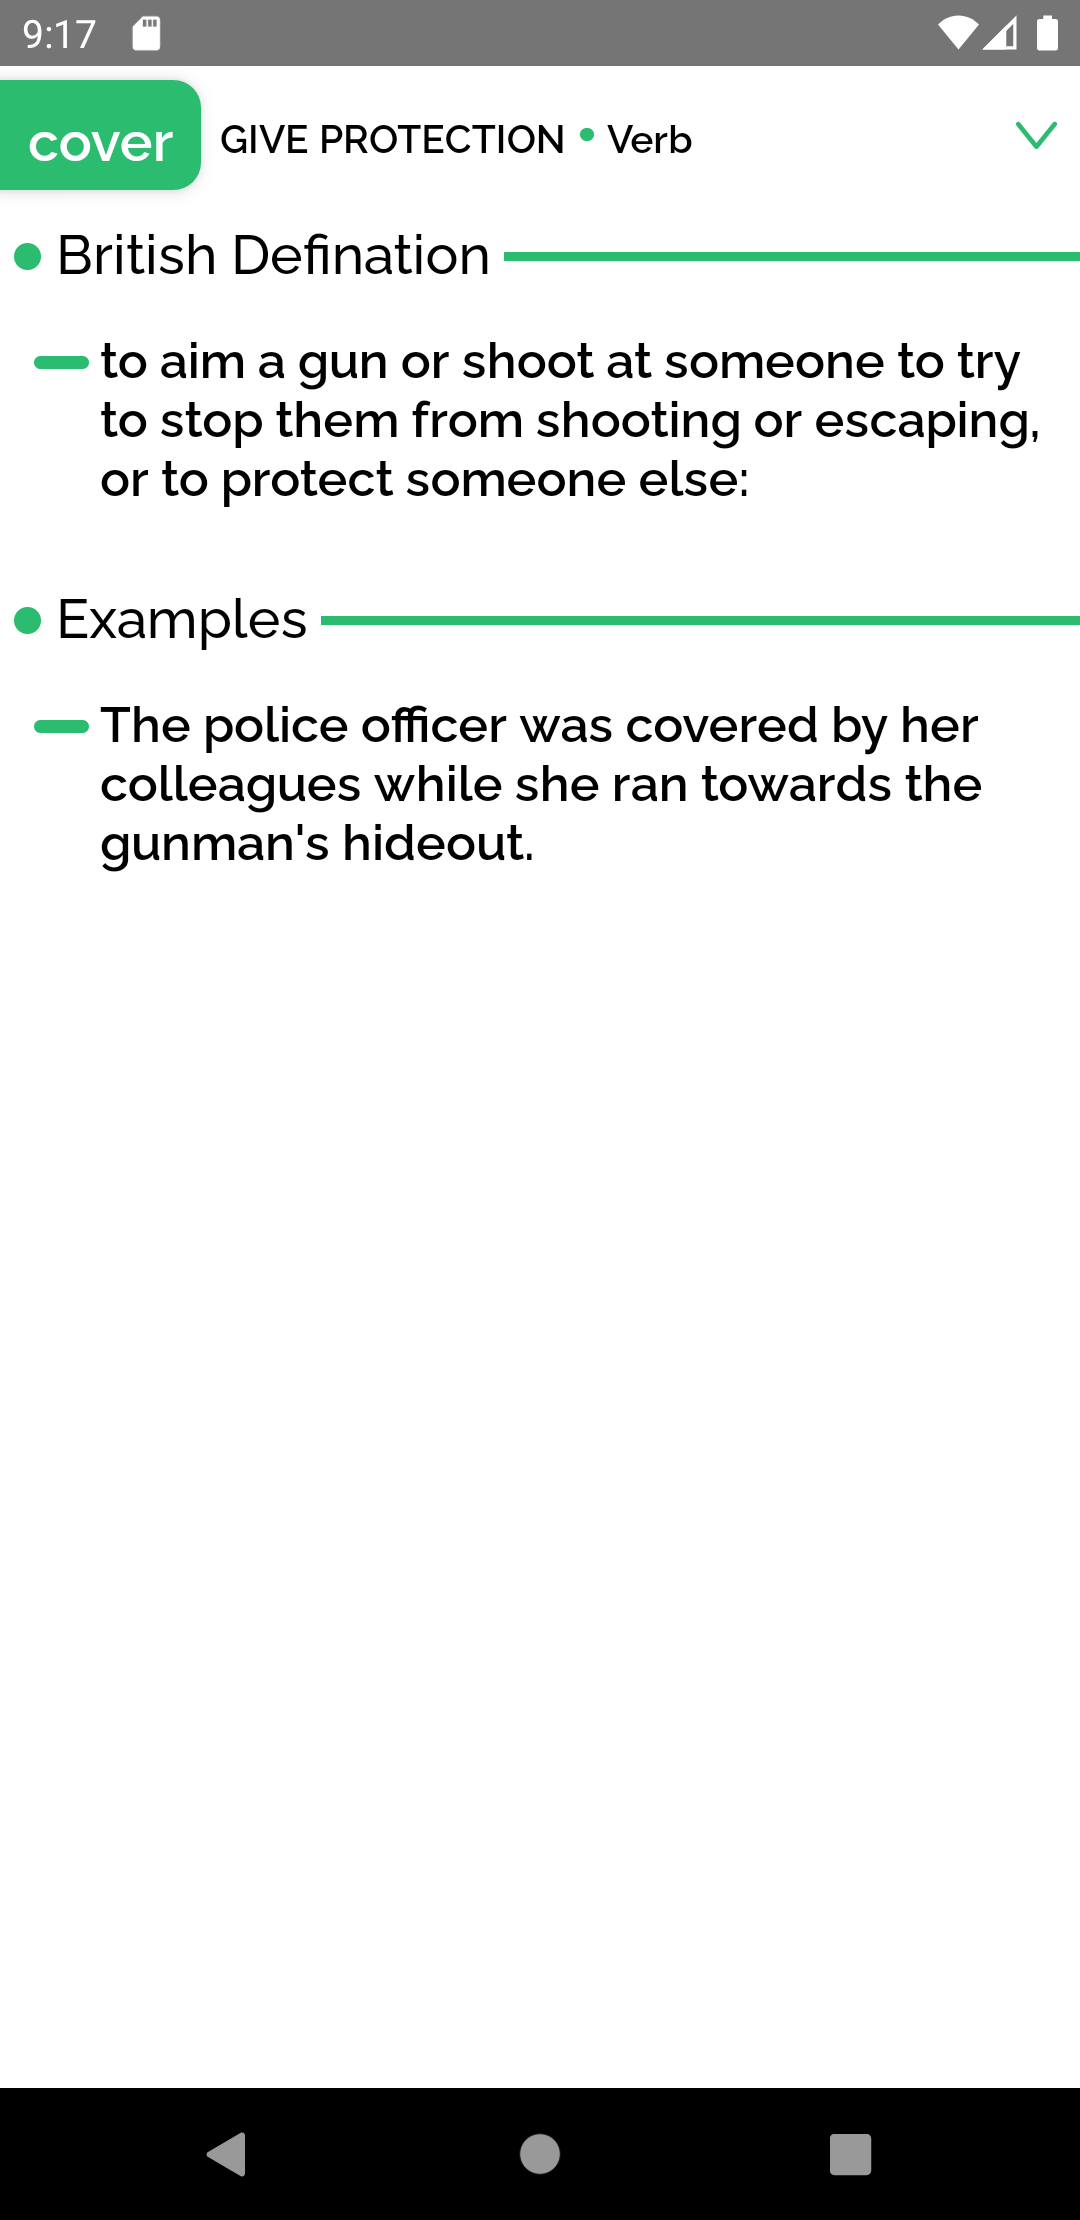 9:17
cover GIVE PROTECTION • Verb
British Defination
to aim a gun or shoot at someone to try
to stop them from shooting or escaping,
or to protect someone else:
Examples
The police officer was covered by her
colleagues while she ran towards the
gunman's hideout.